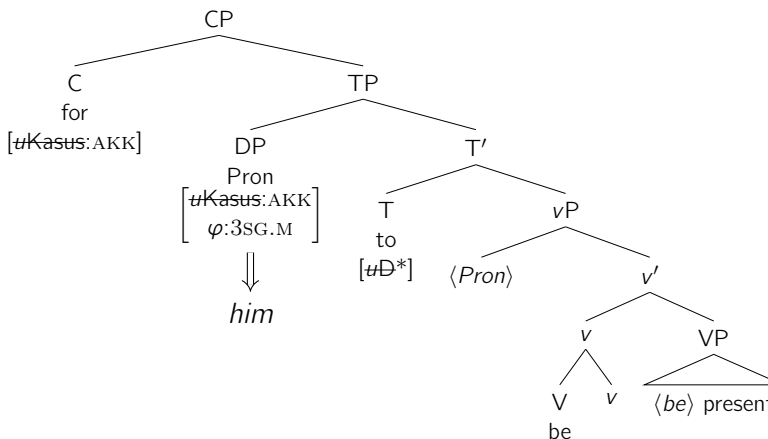 CP
C TP
for
[uKasus:AKK] DP T′
Pron
[uKasus:AKK T vP
φ:3SG.M] to
[uD*] ⟨Pron⟩ v′
⇓
him
v VP
V v ⟨be⟩ present
be